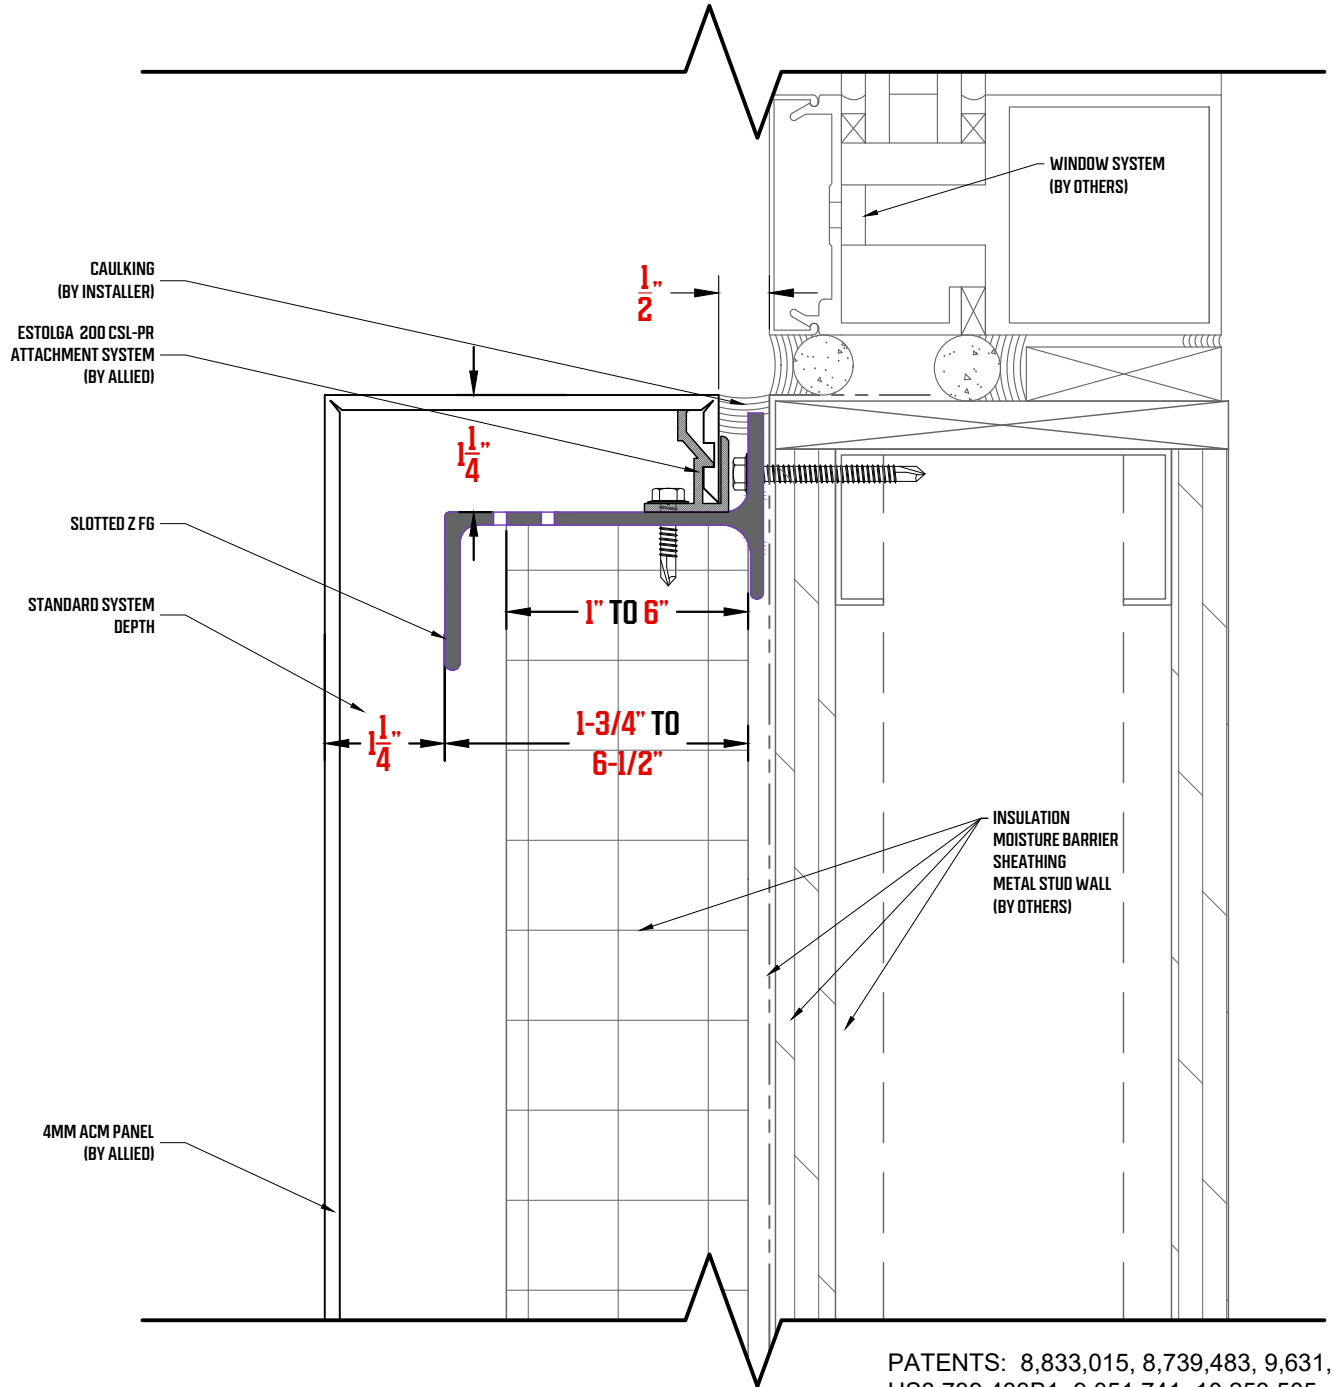 WINDOW SYSTEM
(BY OTHERS)
CAULKING
(BY INSTALLER)
1/2"
ESTOLGA 200 CSL-PR
ATTACHMENT SYSTEM
(BY ALLIED)
1 1/4"
SLOTTED Z FG
STANDARD SYSTEM
DEPTH
1" TO 6"
1 1/4"
1-3/4" TO
6-1/2"
INSULATION
MOISTURE BARRIER
SHEATHING
METAL STUD WALL
(BY OTHERS)
4MM ACM PANEL
(BY ALLIED)
PATENTS: 8,833,015, 8,739,483, 9,631,